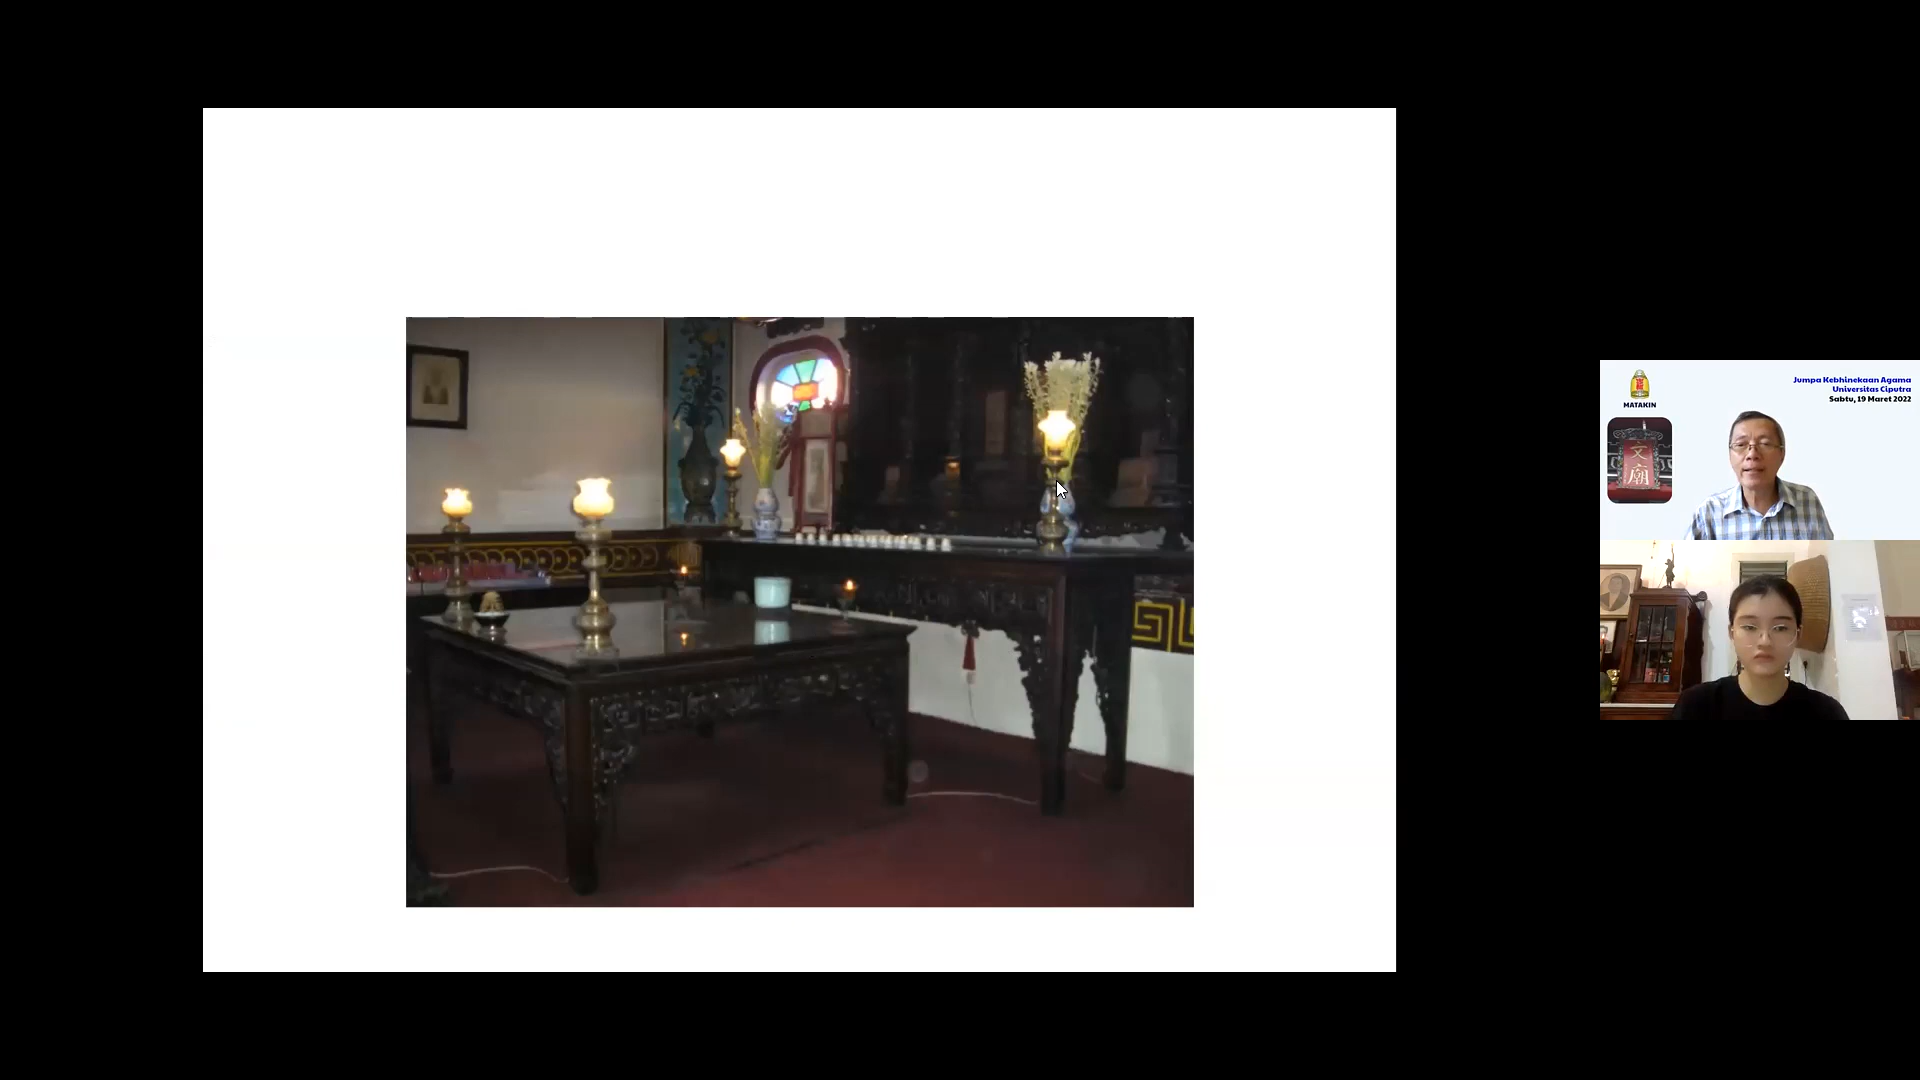 MATAKIN
Jumpa Kebhinekaan Agama
Universitas Ciputra
Sabtu, 19 Maret 2022
文
廟